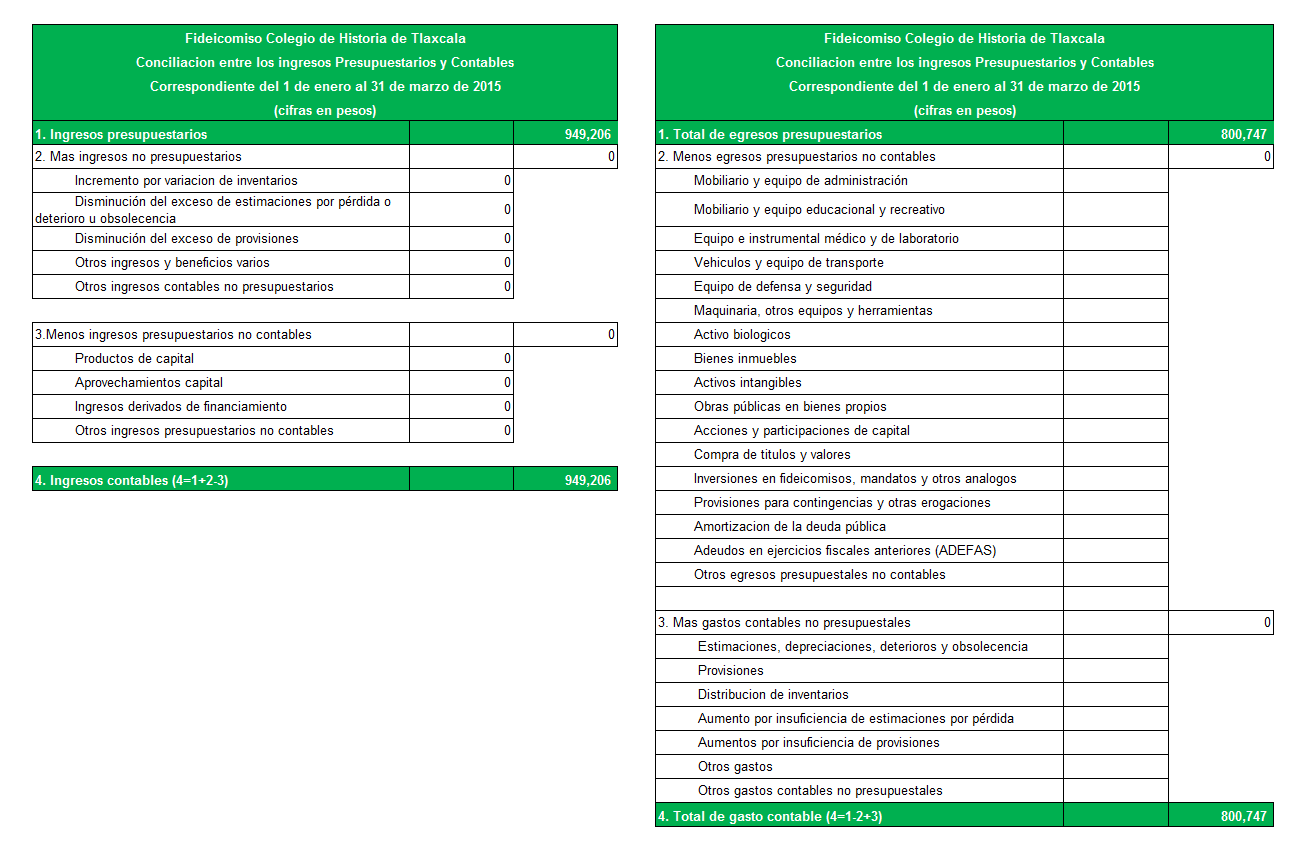 Fideicomiso Colegio de Historia de Tlaxcala
Conciliacion entre los ingresos Presupuestarios y Contables
Correspondiente del 1 de enero al 31 de marzo de 2015
(cifras en pesos)
1. Ingresos presupuestarios 949,206
2. Mas ingresos no presupuestarios 0
Incremento por variacion de inventarios 0
Disminución del exceso de estimaciones por pérdida o
deterioro u obsolecencia 0
Disminución del exceso de provisiones 0
Otros ingresos y beneficios varios 0
Otros ingresos contables no presupuestarios 0
3.Menos ingresos presupuestarios no contables 0
Productos de capital 0
Aprovechamientos capital 0
Ingresos derivados de financiamiento 0
Otros ingresos presupuestarios no contables 0
4. Ingresos contables (4=1+2-3) 949,206
Fideicomiso Colegio de Historia de Tlaxcala
Conciliacion entre los ingresos Presupuestarios y Contables
Correspondiente del 1 de enero al 31 de marzo de 2015
(cifras en pesos)
1. Total de egresos presupuestarios 800,747
2. Menos egresos presupuestarios no contables 0
Mobiliario y equipo de administración
Mobiliario y equipo educacional y recreativo
Equipo e instrumental médico y de laboratorio
Vehiculos y equipo de transporte
Equipo de defensa y seguridad
Maquinaria, otros equipos y herramientas
Activo biologicos
Bienes inmuebles
Activos intangibles
Obras públicas en bienes propios
Acciones y participaciones de capital
Compra de titulos y valores
Inversiones en fideicomisos, mandatos y otros analogos
Provisiones para contingencias y otras erogaciones
Amortizacion de la deuda pública
Adeudos en ejercicios fiscales anteriores (ADEFAS)
Otros egresos presupuestales no contables
3. Mas gastos contables no presupuestales 0
Estimaciones, depreciaciones, deterioros y obsolecencia
Provisiones
Distribucion de inventarios
Aumento por insuficiencia de estimaciones por pérdida
Aumentos por insuficiencia de provisiones
Otros gastos
Otros gastos contables no presupuestales
4. Total de gasto contable (4=1-2+3) 800,747